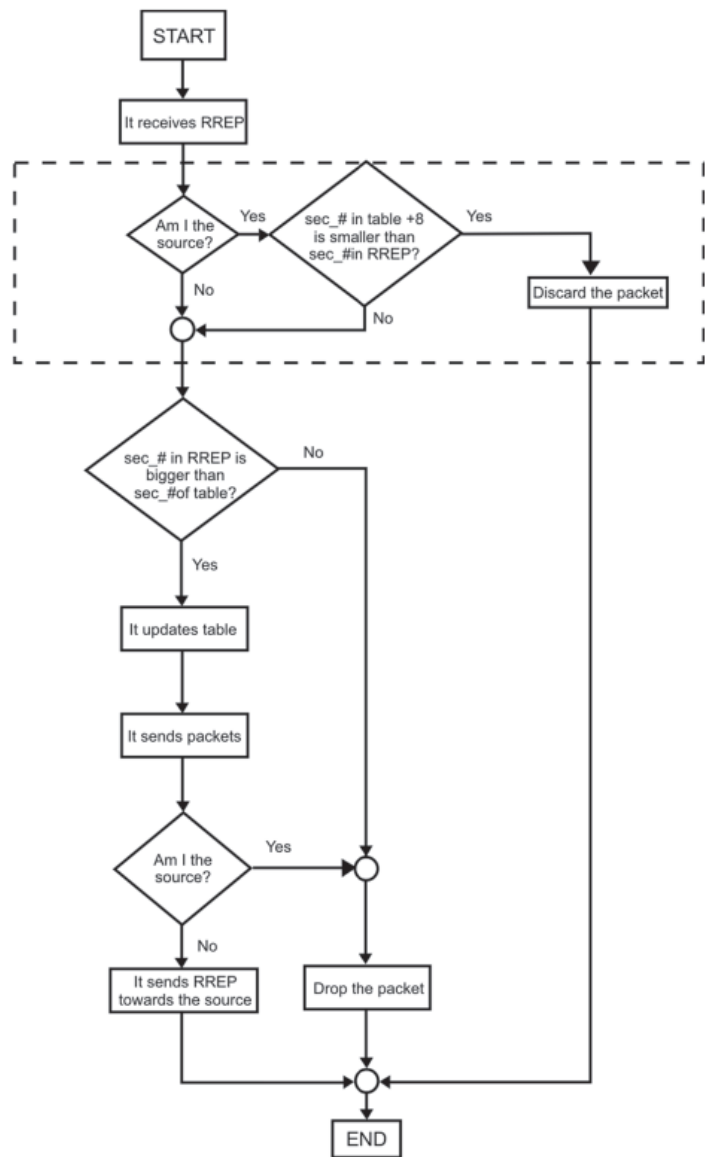 START
It receives RREP
Am I the
source?
Yes
sec_# in table +8
is smaller than
sec_#in RREP?
Yes
Discard the packet
No
No
sec_# in RREP is
bigger than
sec_#of table?
No
Yes
It updates table
It sends packets
Am I the
source?
Yes
No
It sends RREP
towards the source
Drop the packet
END